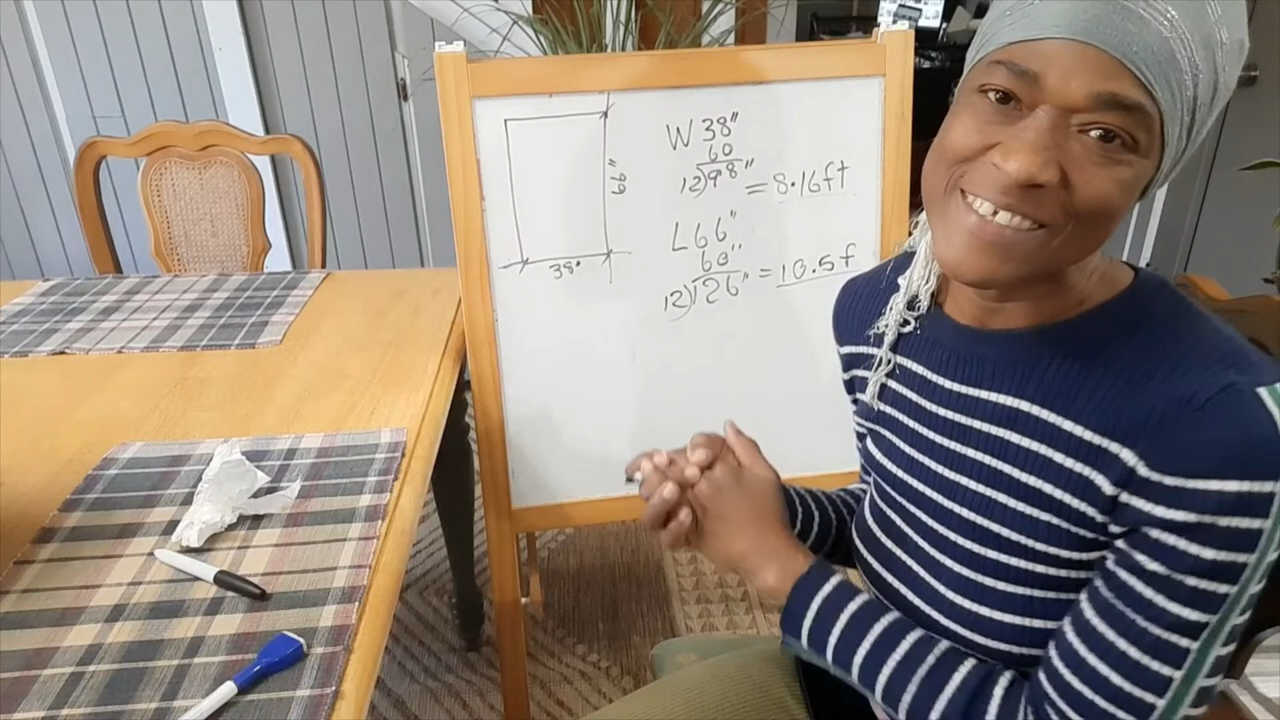 66"
38"
W 38"
60
12)98" = 8.16ft
L 66"
60"
12)126" = 10.5f